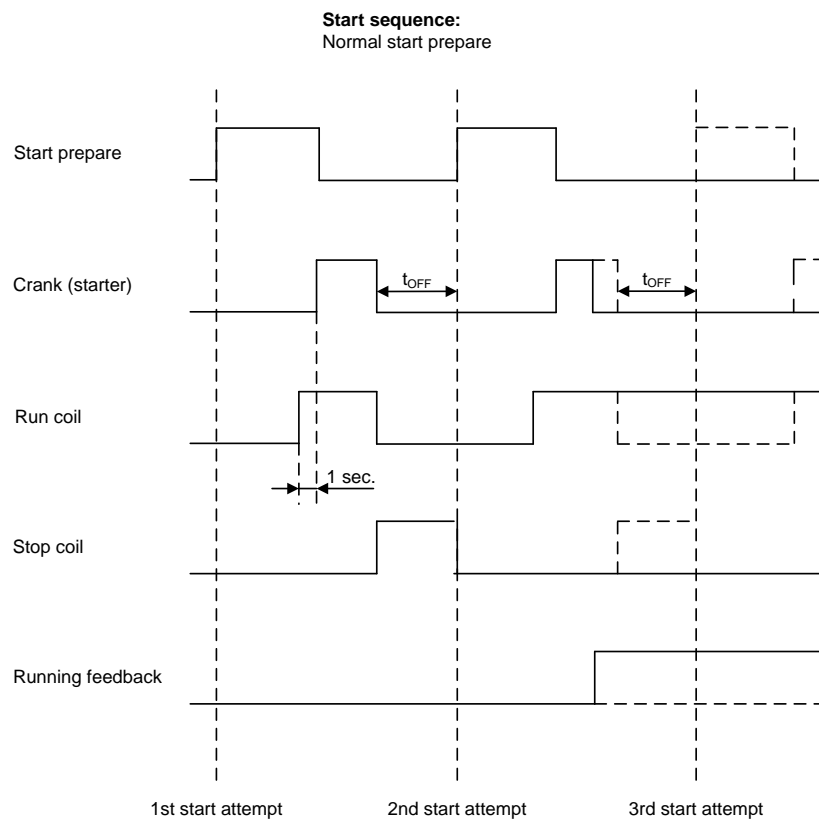 Start sequence:
Normal start prepare
Start prepare
Crank (starter)
tOFF
tOFF
Run coil
1 sec.
Stop coil
Running feedback
1st start attempt
2nd start attempt
3rd start attempt